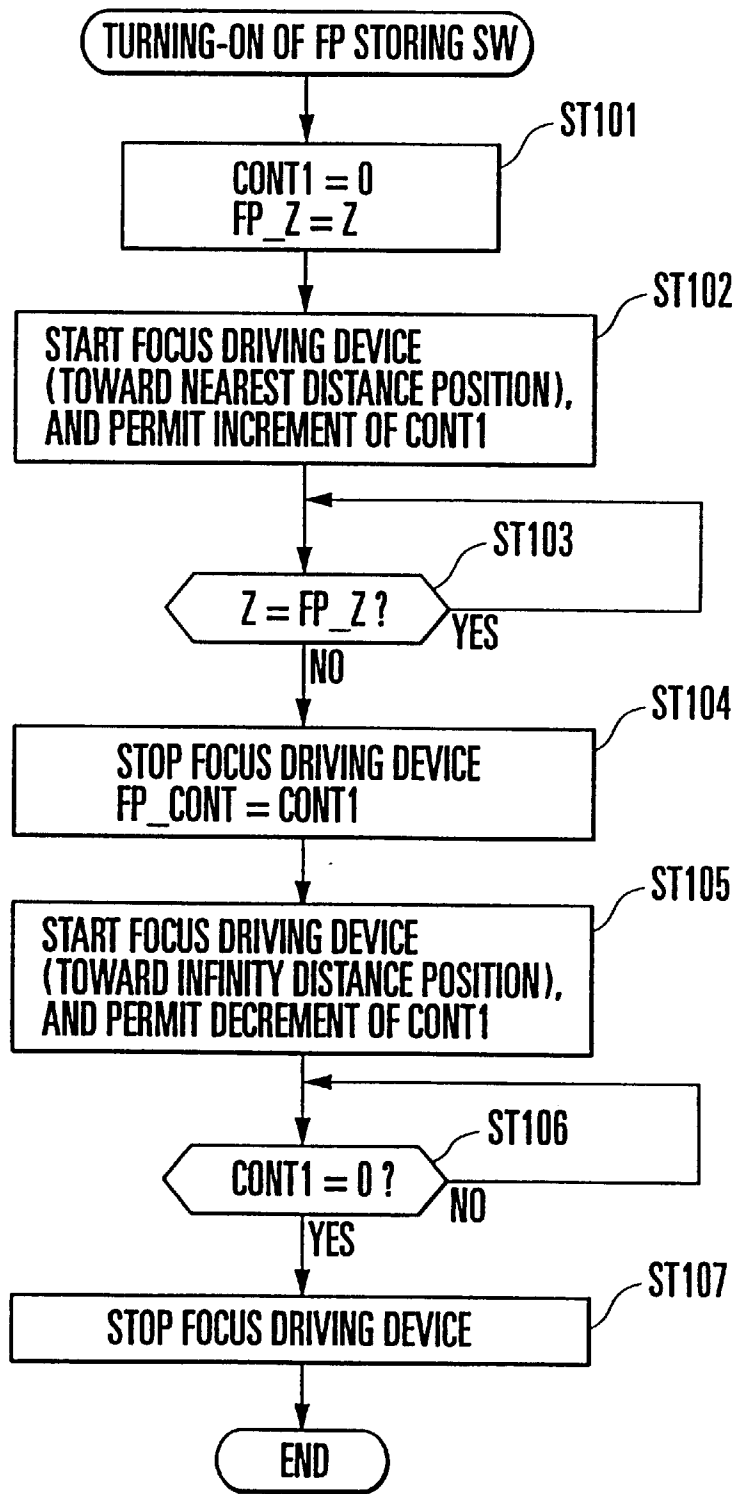 TURNING-ON OF FP STORING SW
ST101
CONT1 = 0
FP_Z = Z
ST102
START FOCUS DRIVING DEVICE
(TOWARD NEAREST DISTANCE POSITION),
AND PERMIT INCREMENT OF CONT1
ST103
Z = FP_Z ?
YES
NO
ST104
STOP FOCUS DRIVING DEVICE
FP_CONT = CONT1
ST105
START FOCUS DRIVING DEVICE
(TOWARD INFINITY DISTANCE POSITION),
AND PERMIT DECREMENT OF CONT1
ST106
CONT1 = 0 ?
NO
YES
ST107
STOP FOCUS DRIVING DEVICE
END